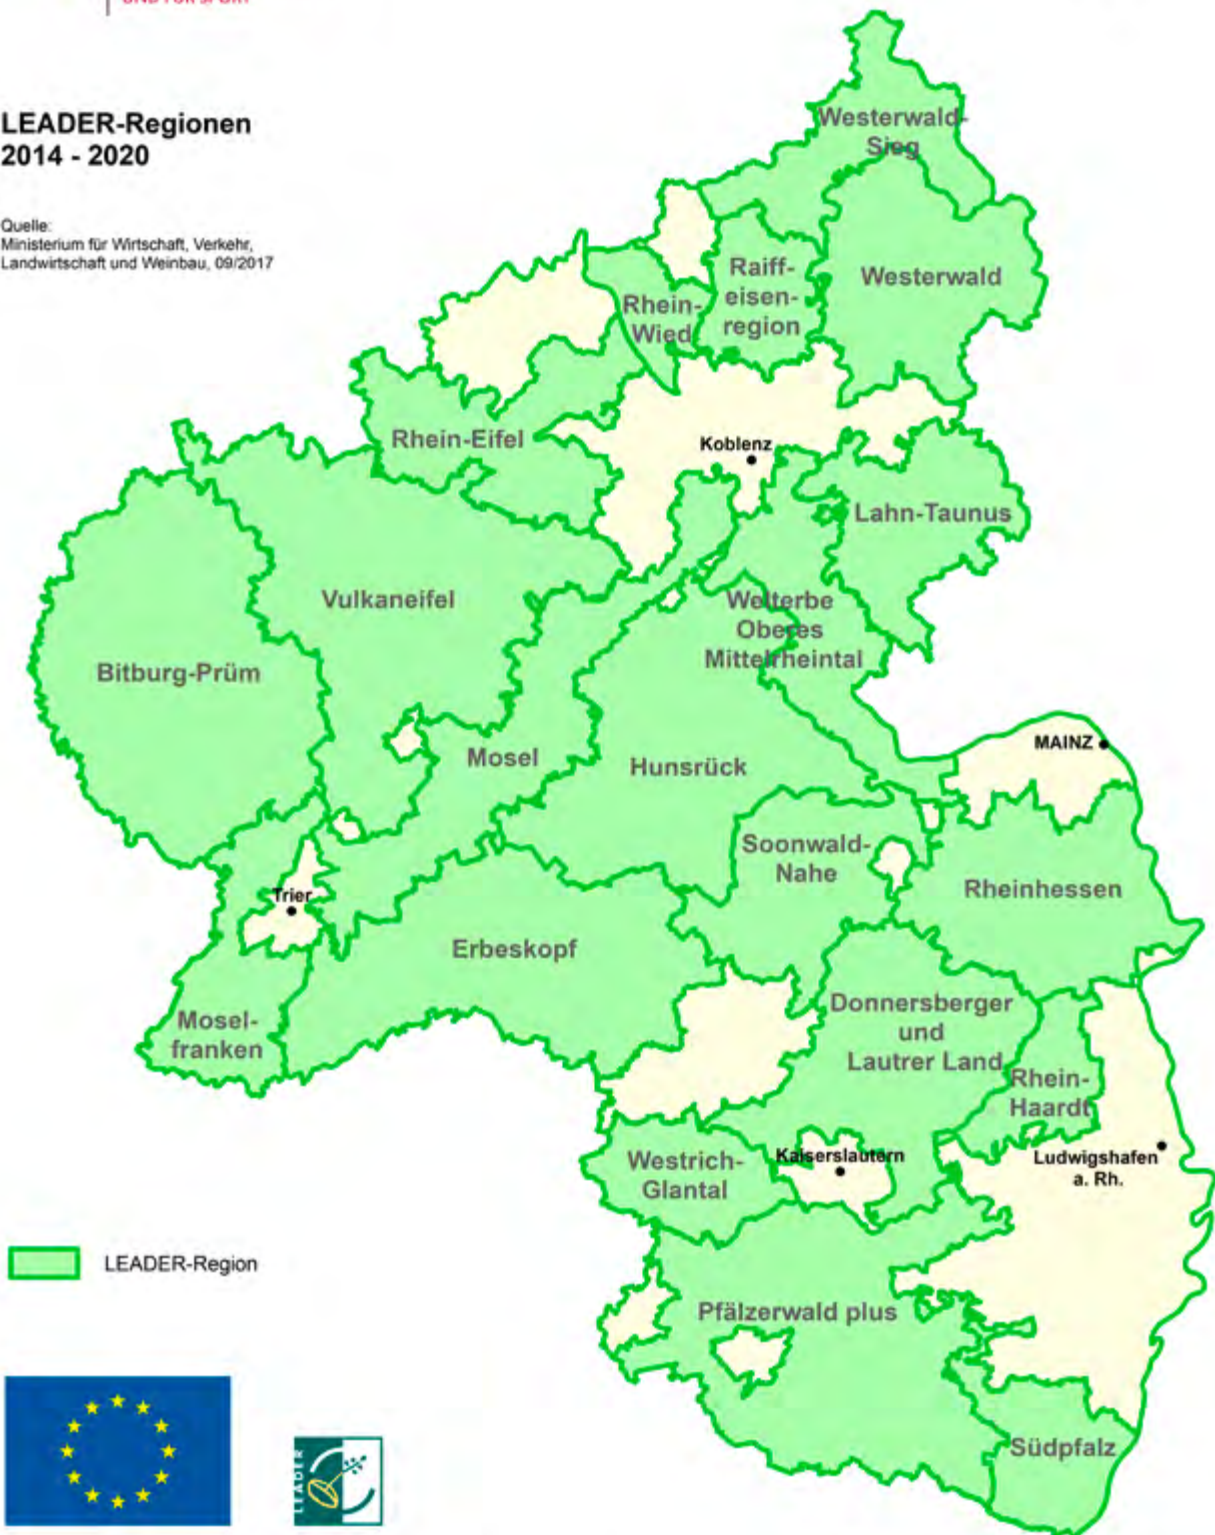 UND FÜR SPORT
LEADER-Regionen
2014 - 2020
Quelle:
Ministerium für Wirtschaft, Verkehr,
Landwirtschaft und Weinbau, 09/2017
Westerwald-
Sieg
Westerwald
Raiff-
eisen-
region
Rhein-
Wied
Rhein-Eifel
Koblenz
Lahn-Taunus
Vulkaneifel
Welterbe
Oberes
Mittelrheintal
Bitburg-Prüm
MAINZ
Mosel
Hunsrück
Soonwald-
Nahe
Rheinhessen
Trier
Erbeskopf
Mosel-
franken
Donnersberger
und
Lautrer Land
Rhein-
Haardt
Kaiserslautern
Ludwigshafen
a. Rh.
Westrich-
Glantal
LEADER-Region
Pfälzerwald plus
Südpfalz
LEADER